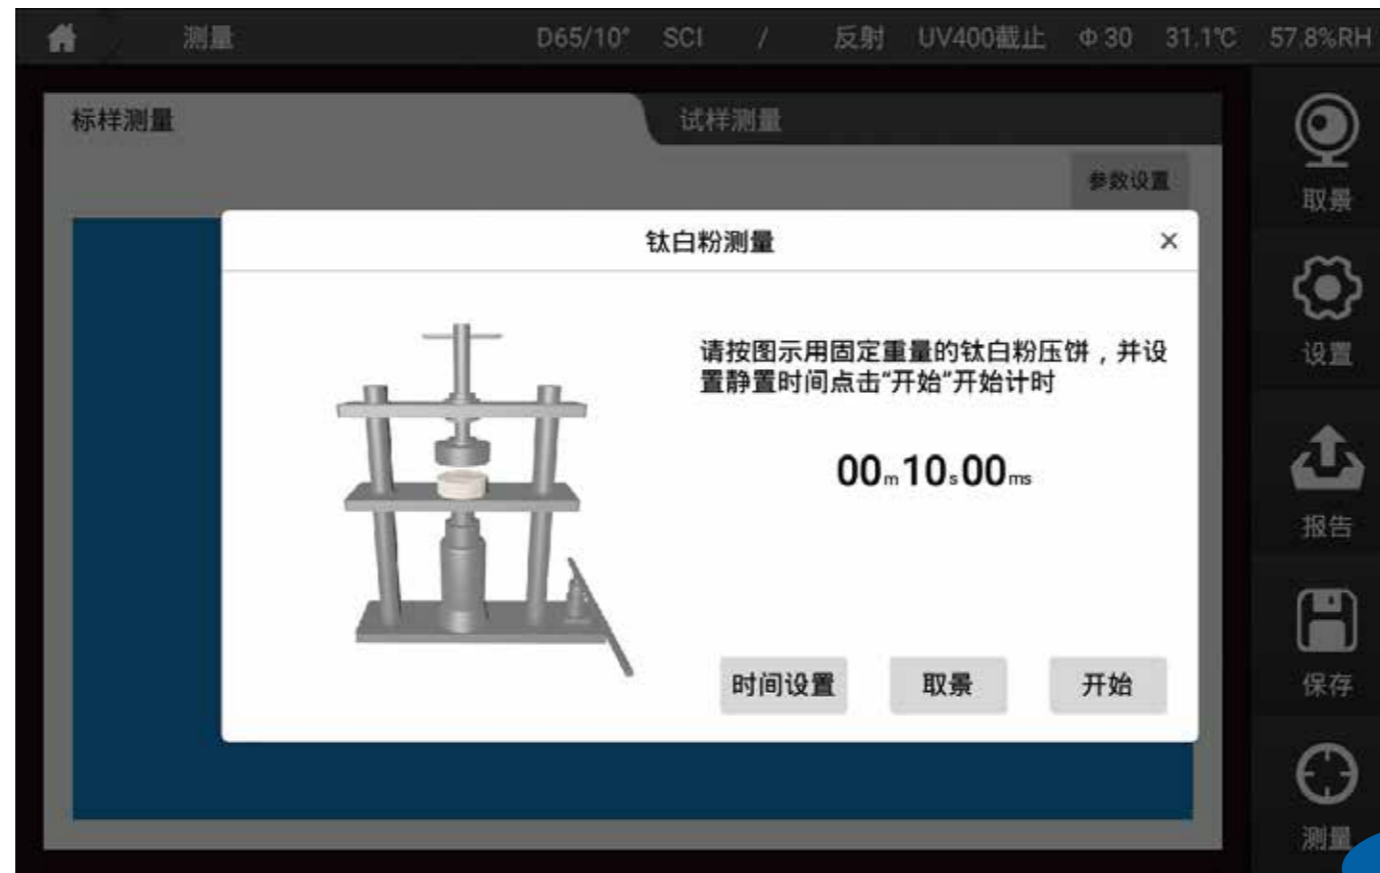 测量 D65/10° SCI / 反射 UV400截止 Φ30 31.1℃ 57.8%RH
标样测量 试样测量
参数设置
取景
钛白粉测量 ×
设置
请按图示用固定重量的钛白粉压饼，并设
置静置时间点击“开始”开始计时
00m10s00ms
报告
时间设置 取景 开始
保存
测量